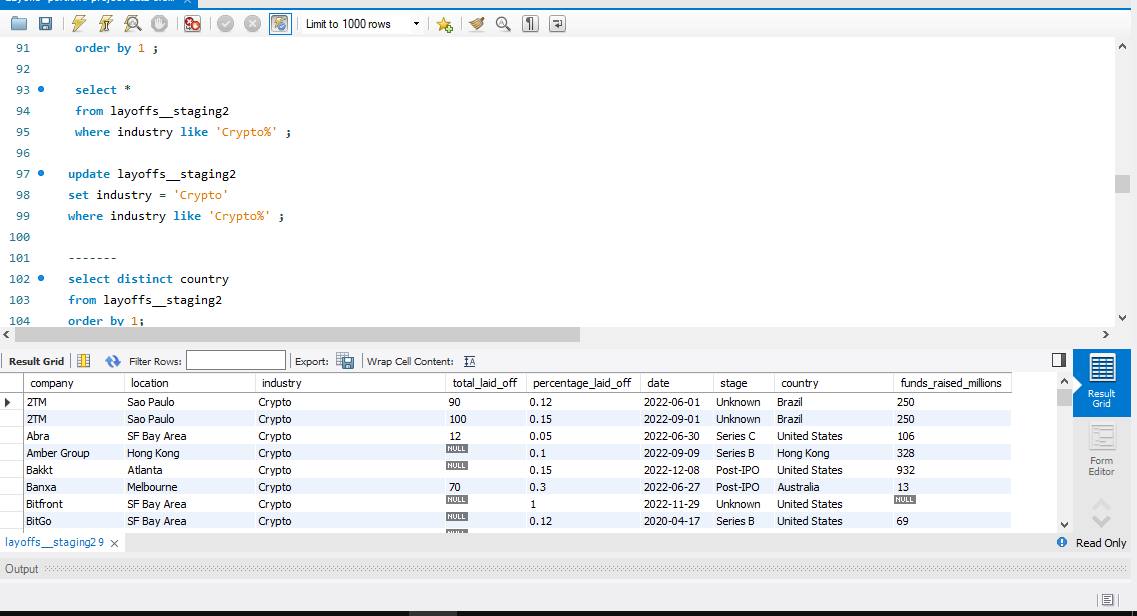 Limit to 1000 rows
91 order by 1 ;
92
93 select *
94 from layoffs__staging2
95 where industry like 'Crypto%' ;
96
97 update layoffs__staging2
98 set industry = 'Crypto'
99 where industry like 'Crypto%' ;
100
101 -------
102 select distinct country
103 from layoffs__staging2
104 order by 1;
Result Grid Filter Rows: Export: Wrap Cell Content:
company location industry total_laid_off percentage_laid_off date stage country funds_raised_millions
2TM Sao Paulo Crypto 90 0.12 2022-06-01 Unknown Brazil 250
2TM Sao Paulo Crypto 100 0.15 2022-09-01 Unknown Brazil 250
Abra SF Bay Area Crypto 12 0.05 2022-06-30 Series C United States 106
Amber Group Hong Kong Crypto NULL 0.1 2022-09-09 Series B Hong Kong 328
Bakkt Atlanta Crypto NULL 0.15 2022-12-08 Post-IPO United States 932
Banxa Melbourne Crypto 70 0.3 2022-06-27 Post-IPO Australia 13
Bitfront SF Bay Area Crypto NULL 1 2022-11-29 Unknown United States NULL
BitGo SF Bay Area Crypto NULL 0.12 2020-04-17 Series B United States 69
Result
Grid
Form
Editor
layoffs__staging2 9
Read Only
Output